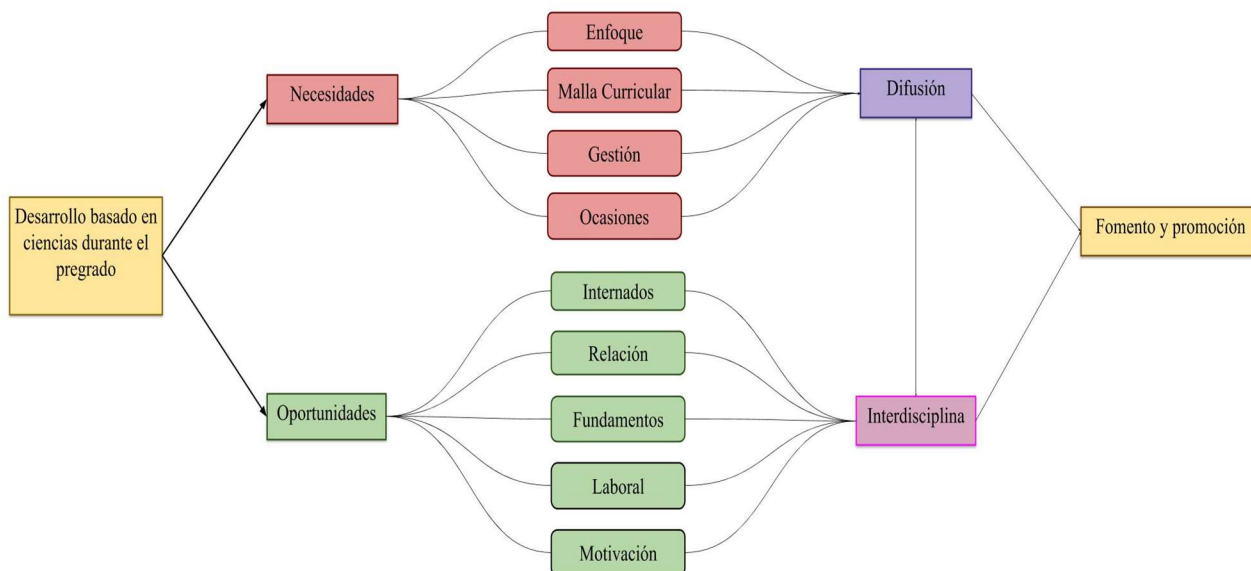 Desarrollo basado en
ciencias durante el
pregrado
Necesidades
Oportunidades
Enfoque
Malla Curricular
Gestión
Ocasiones
Internados
Relación
Fundamentos
Laboral
Motivación
Difusión
Interdisciplina
Fomento y promoción